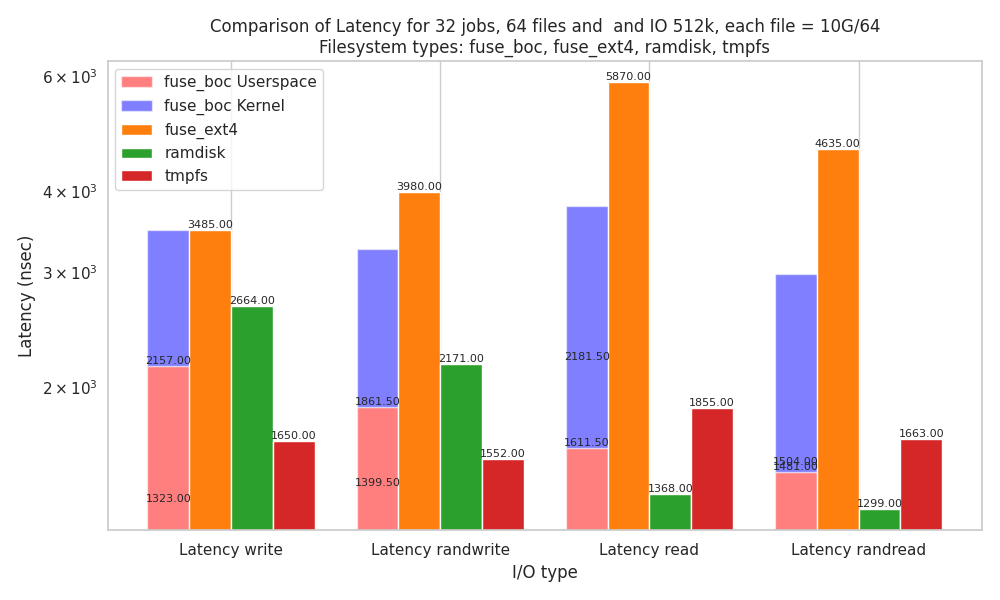 Comparison of Latency for 32 jobs, 64 files and  and IO 512k, each file = 10G/64
Filesystem types: fuse_boc, fuse_ext4, ramdisk, tmpfs
fuse_boc Userspace
fuse_boc Kernel
fuse_ext4
ramdisk
tmpfs
Latency (nsec)
6 × 10³
4 × 10³
3 × 10³
2 × 10³
2157.00
1323.00
3485.00
2664.00
1650.00
1861.50
1399.50
3980.00
2171.00
1552.00
2181.50
1611.50
5870.00
1368.00
1855.00
1504.00
1481.00
4635.00
1299.00
1663.00
Latency write
Latency randwrite
Latency read
Latency randread
I/O type